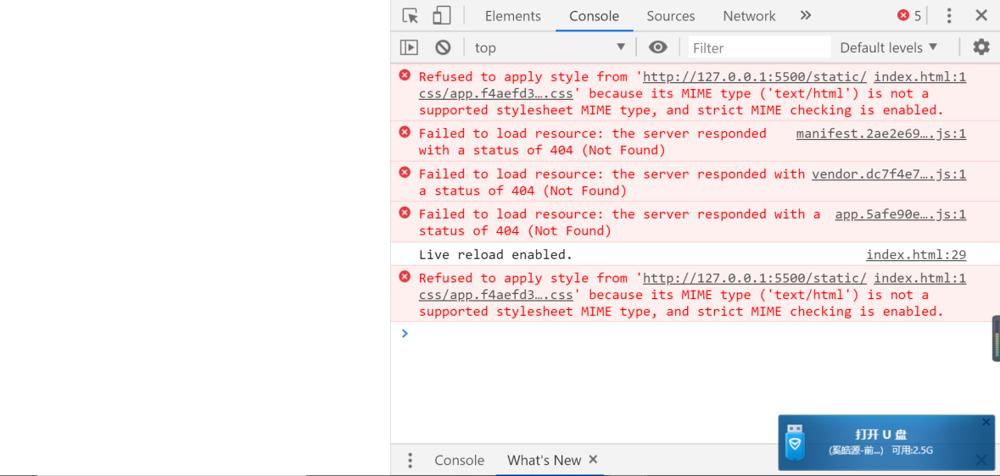 Elements Console Sources Network » 5
top Filter Default levels
Refused to apply style from 'http://127.0.0.1:5500/static/ index.html:1
css/app.f4aefd3….css' because its MIME type ('text/html') is not a
supported stylesheet MIME type, and strict MIME checking is enabled.
Failed to load resource: the server responded manifest.2ae2e69….js:1
with a status of 404 (Not Found)
Failed to load resource: the server responded with vendor.dc7f4e7….js:1
a status of 404 (Not Found)
Failed to load resource: the server responded with a app.5afe90e….js:1
status of 404 (Not Found)
Live reload enabled. index.html:29
Refused to apply style from 'http://127.0.0.1:5500/static/ index.html:1
css/app.f4aefd3….css' because its MIME type ('text/html') is not a
supported stylesheet MIME type, and strict MIME checking is enabled.
打开 U 盘
(奚皓源-前...) 可用:2.5G
Console What's New